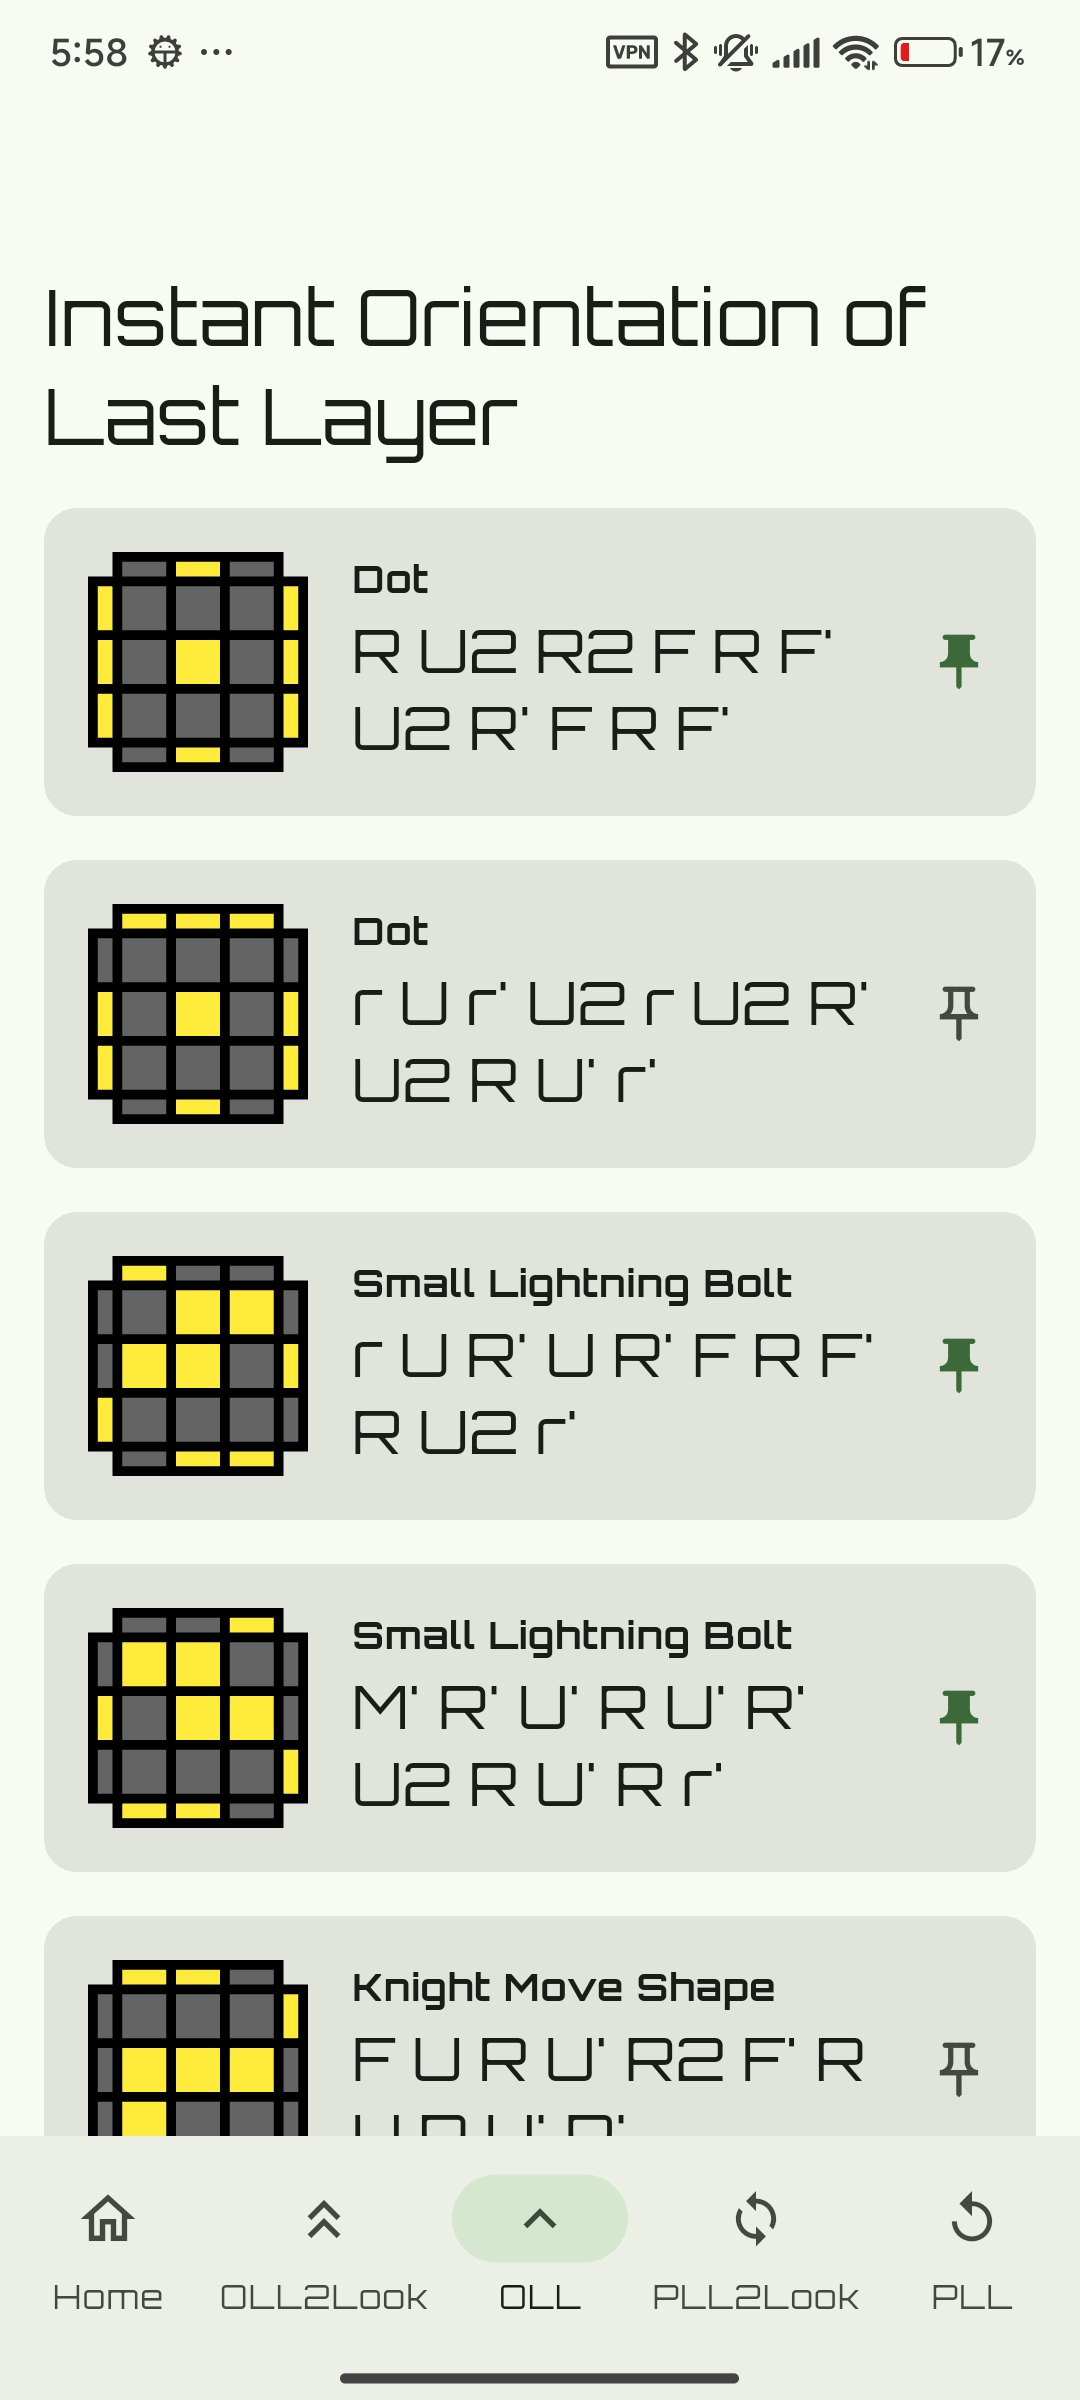 5:58 ... VPN 17%
Instant Orientation of
Last Layer
Dot
R U2 R2 F R F'
U2 R' F R F'
Dot
r U r' U2 r U2 R'
U2 R U' r'
Small Lightning Bolt
r U R' U R' F R F'
R U2 r'
Small Lightning Bolt
M' R' U' R U' R'
U2 R U' R r'
Knight Move Shape
F U R U' R2 F' R
Home OLL2Look OLL PLL2Look PLL